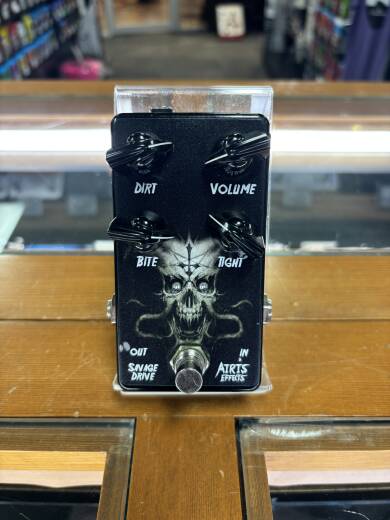 DIRT VOLUME
BITE TIGHT
OUT IN
SAVAGE
DRIVE
AIRTS
EFFECTS